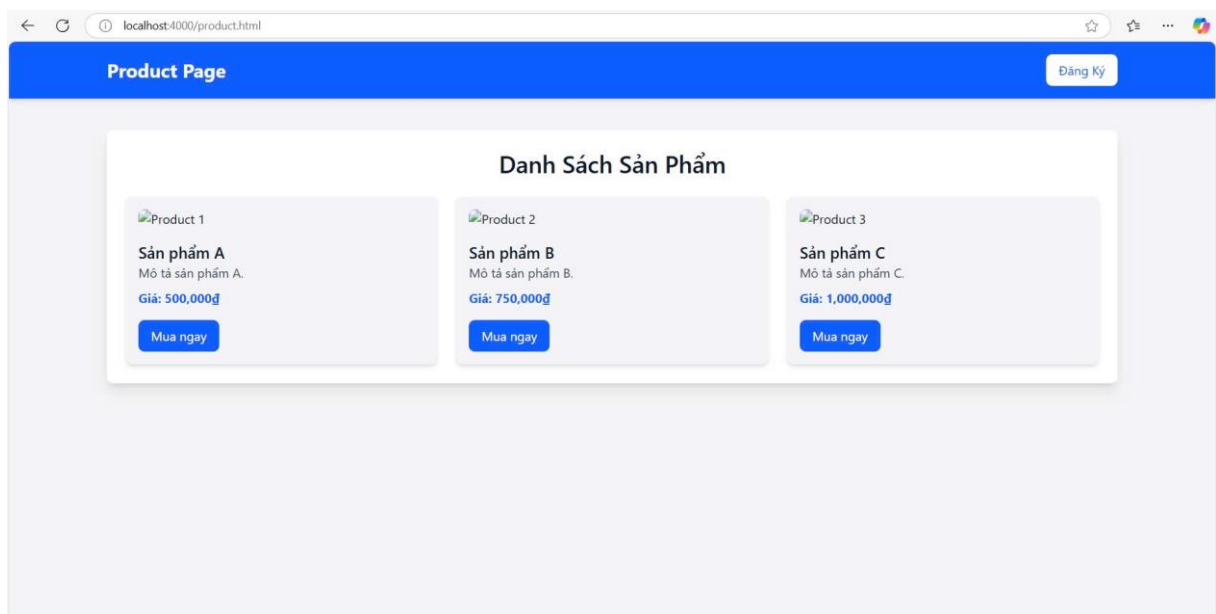 localhost:4000/product.html
Product Page
Đăng Ký
Danh Sách Sản Phẩm
Product 1
Sản phẩm A
Mô tả sản phẩm A.
Giá: 500,000₫
Mua ngay
Product 2
Sản phẩm B
Mô tả sản phẩm B.
Giá: 750,000₫
Mua ngay
Product 3
Sản phẩm C
Mô tả sản phẩm C.
Giá: 1,000,000₫
Mua ngay